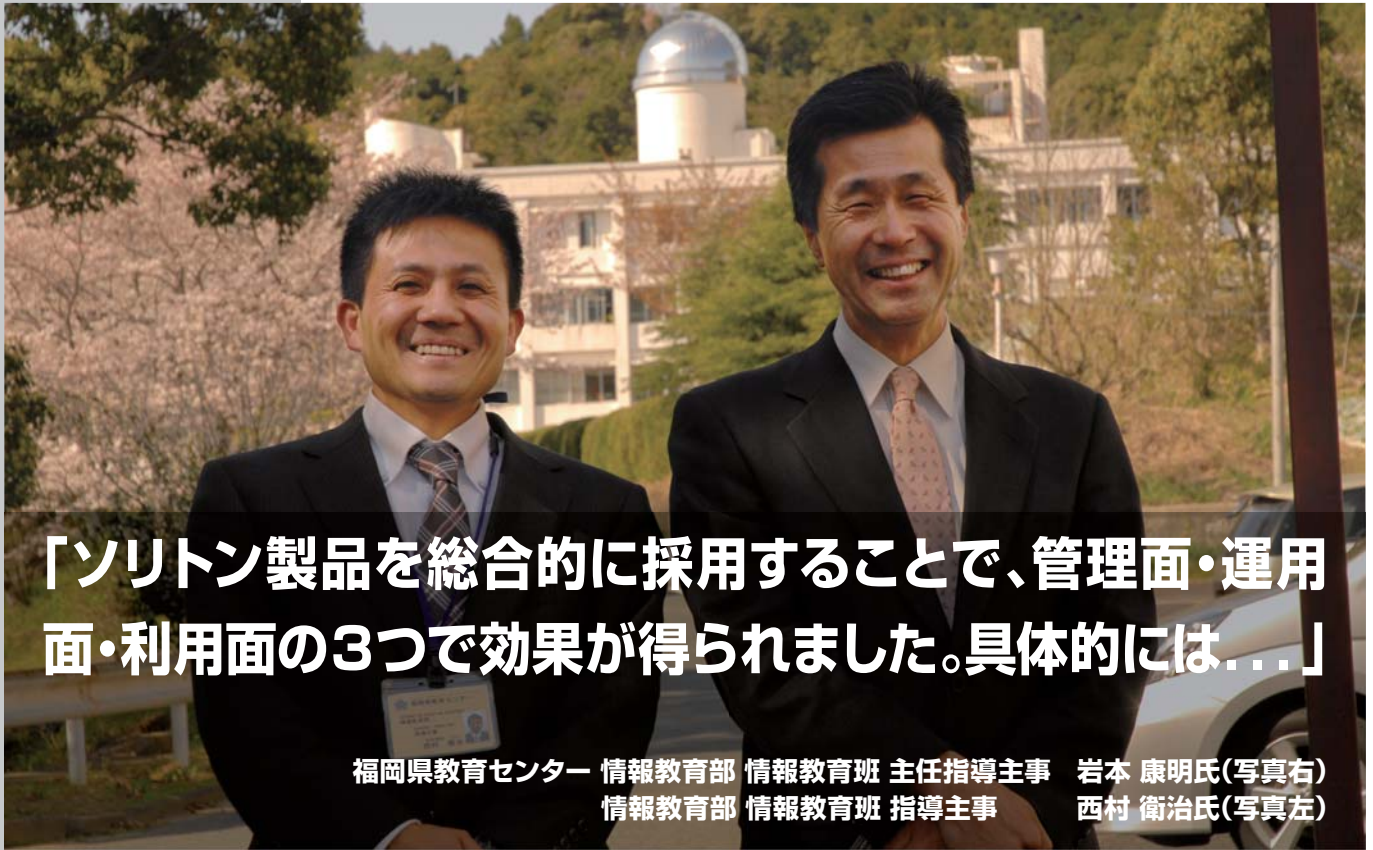 「ソリトン製品を総合的に採用することで、管理面・運用
面・利用面の3つで効果が得られました。具体的には...」
福岡県教育センター 情報教育部 情報教育班 主任指導主事 岩本 康明氏(写真右)
情報教育部 情報教育班 指導主事 西村 衛治氏(写真左)